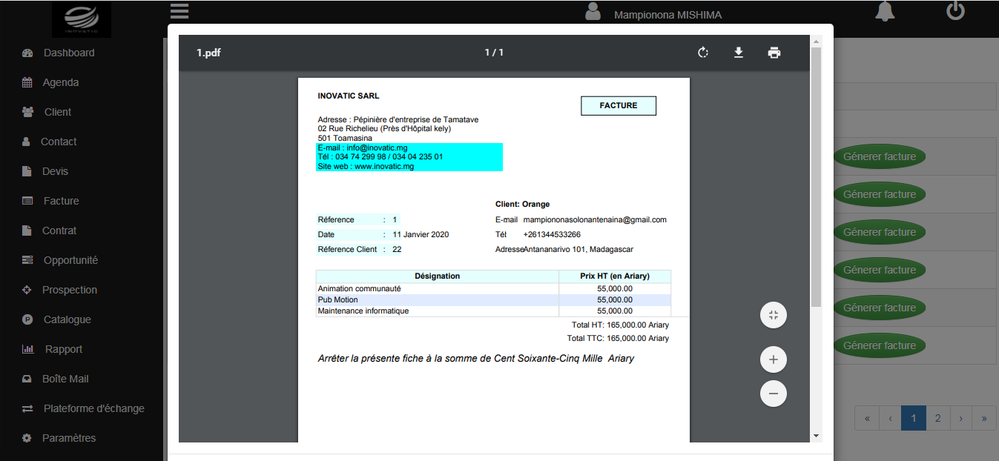 INOVATIC
Mampionona MISHIMA
Dashboard
Agenda
Client
Contact
Devis
Facture
Contrat
Opportunité
Prospection
Catalogue
Rapport
Boîte Mail
Plateforme d'échange
Paramètres
1.pdf
1 / 1
INOVATIC SARL
FACTURE
Adresse : Pépinière d'entreprise de Tamatave
02 Rue Richelieu (Près d'Hôpital kely)
501 Toamasina
E-mail : info@inovatic.mg
Tél : 034 74 299 98 / 034 04 235 01
Site web : www.inovatic.mg
Client: Orange
Réference : 1
E-mail mampiononasolonantenaina@gmail.com
Date : 11 Janvier 2020
Tél +261344533266
Réference Client : 22
AdresseAntananarivo 101, Madagascar
Désignation Prix HT (en Ariary)
Animation communauté 55,000.00
Pub Motion 55,000.00
Maintenance informatique 55,000.00
Total HT: 165,000.00 Ariary
Total TTC: 165,000.00 Ariary
Arrêter la présente fiche à la somme de Cent Soixante-Cinq Mille Ariary
Génerer facture
Génerer facture
Génerer facture
Génerer facture
Génerer facture
Génerer facture
« ‹ 1 2 › »